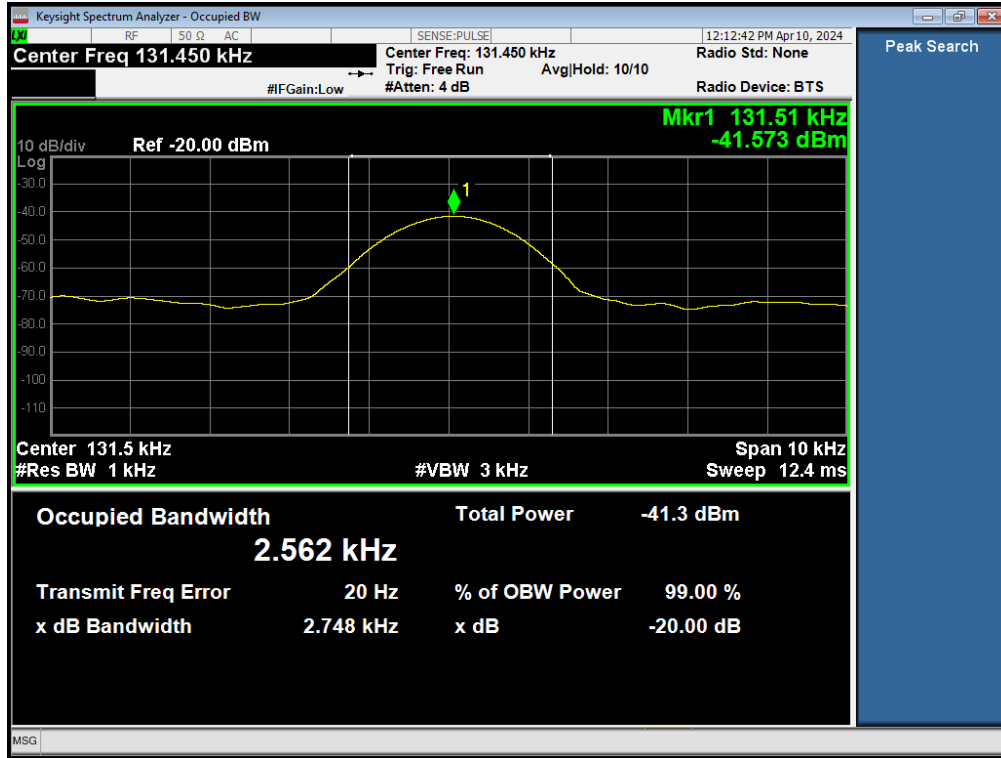 Keysight Spectrum Analyzer - Occupied BW
LXI RF 50 Ω AC SENSE:PULSE 12:12:42 PM Apr 10, 2024
Center Freq 131.450 kHz
Center Freq: 131.450 kHz
Radio Std: None
Trig: Free Run Avg|Hold: 10/10
#IFGain:Low
#Atten: 4 dB
Radio Device: BTS
Peak Search
Mkr1 131.51 kHz
-41.573 dBm
10 dB/div Ref -20.00 dBm
Log
-30.0
1
-40.0
-50.0
-60.0
-70.0
-80.0
-90.0
-100
-110
Center 131.5 kHz Span 10 kHz
#Res BW 1 kHz #VBW 3 kHz Sweep 12.4 ms
Occupied Bandwidth Total Power -41.3 dBm
2.562 kHz
Transmit Freq Error 20 Hz % of OBW Power 99.00 %
x dB Bandwidth 2.748 kHz x dB -20.00 dB
MSG